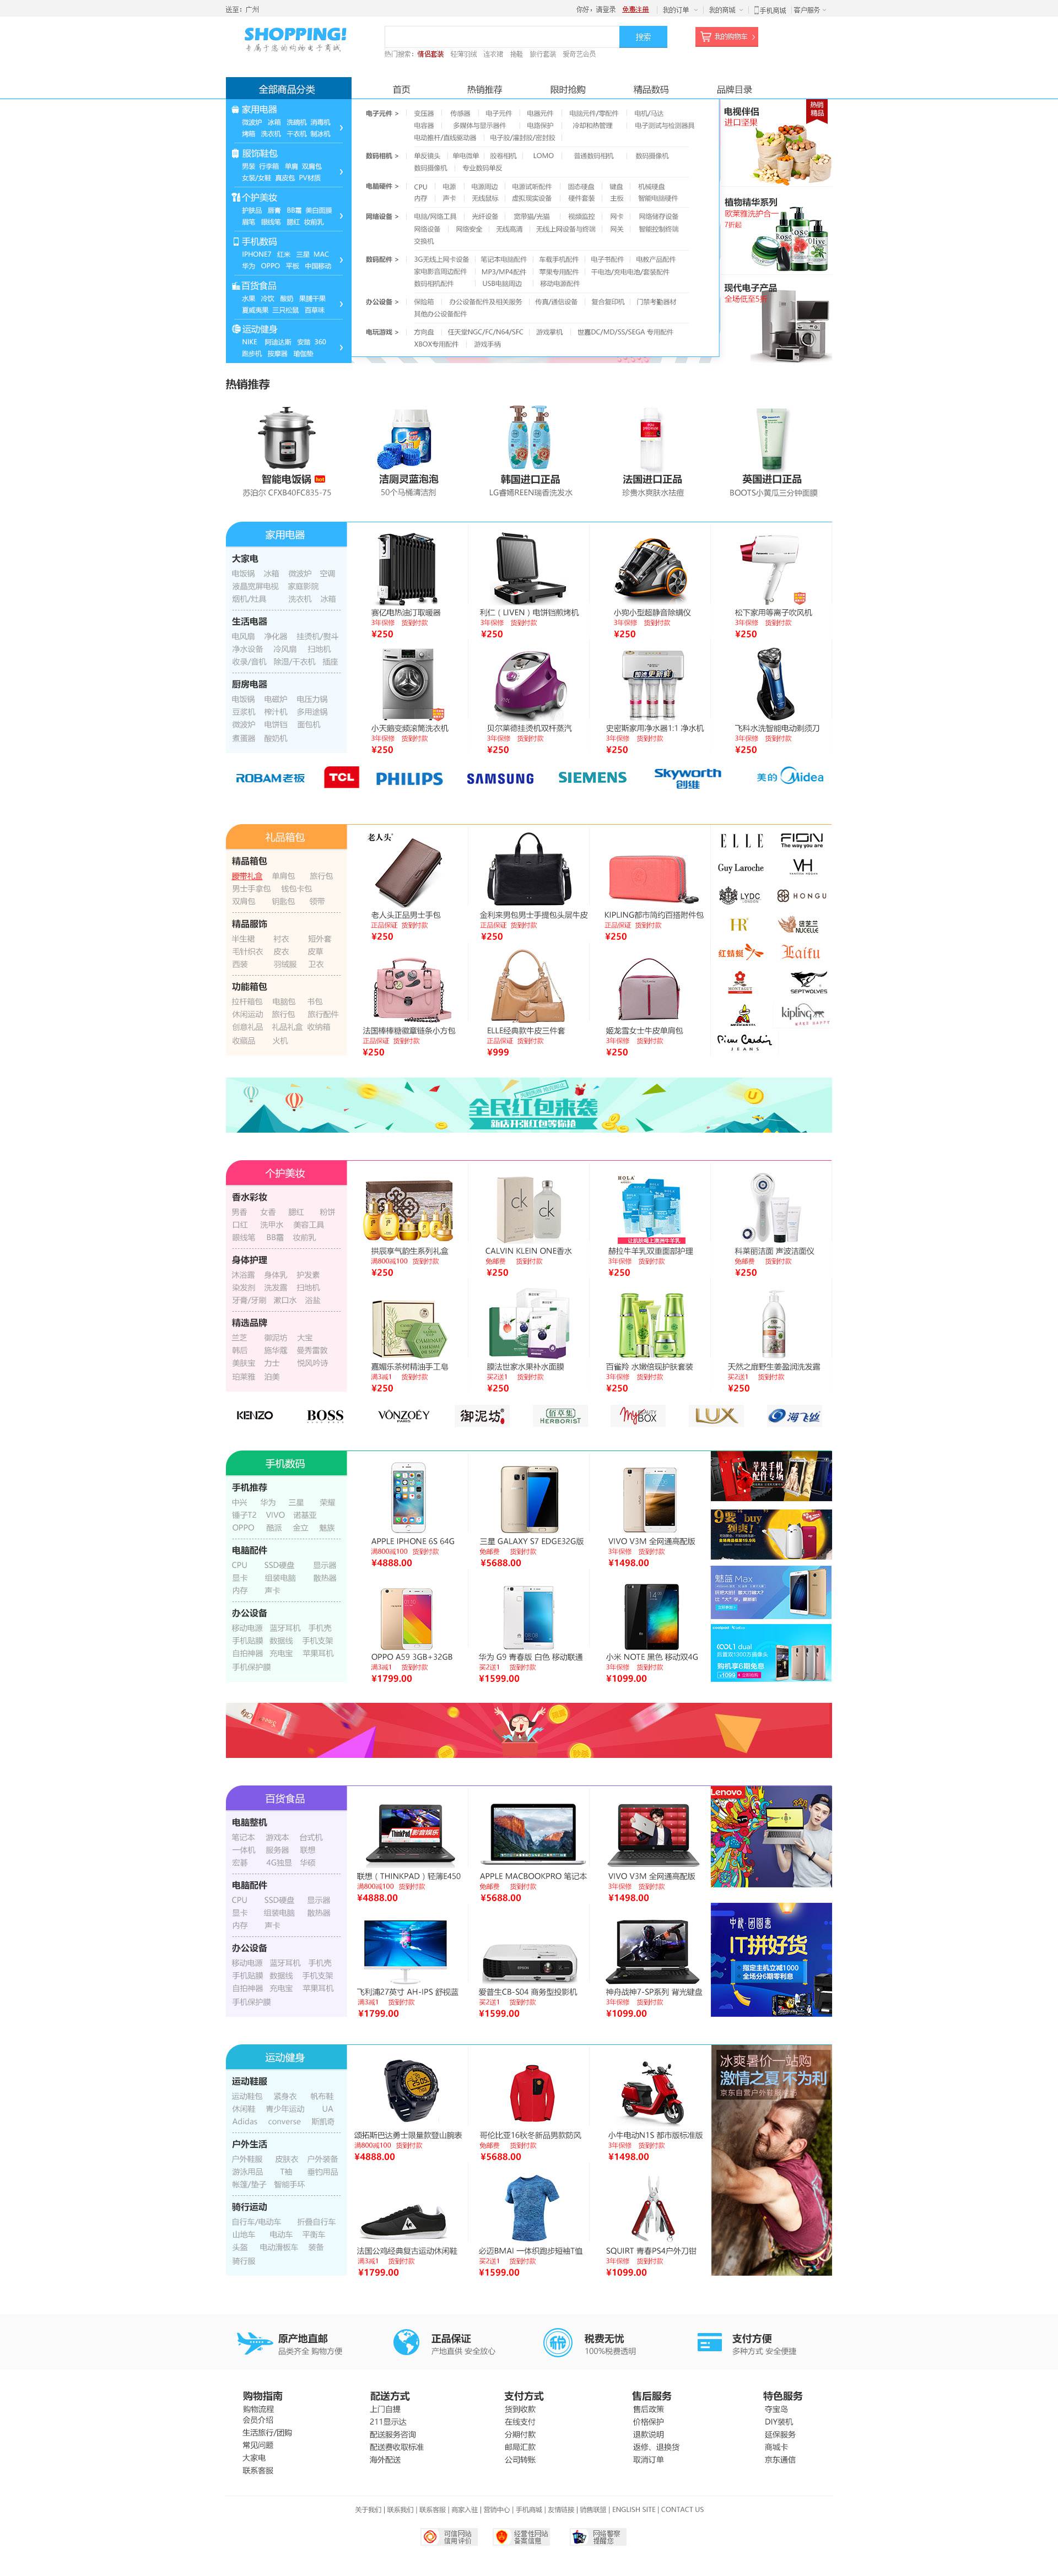 送至：广州
你好，请登录 免费注册 我的订单 我的商城 手机商城 客户服务
SHOPPING!
专属于您的购物电子商城
搜索
我的购物车
热门搜索：情侣套装 轻薄羽绒 连衣裙 拖鞋 旅行套装 爱奇艺会员
全部商品分类 首页 热销推荐 限时抢购 精品数码 品牌目录
家用电器
微波炉 冰箱 洗碗机 消毒机
烤箱 洗衣机 干衣机 制冰机
服饰鞋包
男装 行李箱 单肩 双肩包
女装/女鞋 真皮包 PV材质
个护美妆
护肤品 唇膏 BB霜 美白面膜
眉笔 眼线笔 腮红 妆前乳
手机数码
IPHONE7 红米 三星 MAC
华为 OPPO 平板 中国移动
百货食品
水果 冷饮 酸奶 果脯干果
夏威夷果 三只松鼠 百草味
运动健身
NIKE 阿迪达斯 安踏 360
跑步机 按摩器 瑜伽垫
电子元件 > 变压器 传感器 电子元件 电器元件 电脑元件/零配件 电机/马达
电容器 多媒体与显示器件 电路保护 冷却和热管理 电子测试与检测器具
电动推杆/直线驱动器 电子胶/灌封胶/密封胶
数码相机 > 单反镜头 单电微单 胶卷相机 LOMO 普通数码相机 数码摄像机
数码摄像机 专业数码单反
电脑硬件 > CPU 电源 电源周边 电源试听配件 固态硬盘 键盘 机械硬盘
内存 声卡 无线鼠标 虚拟现实设备 硬件套装 主板 智能电脑硬件
网络设备 > 电脑/网络工具 光纤设备 宽带猫/光猫 视频监控 网卡 网络储存设备
网络设备 网络安全 无线高清 无线上网设备与终端 网关 智能控制终端
交换机
数码配件 > 3G无线上网卡设备 笔记本电脑配件 车载手机配件 电子书配件 电教产品配件
家电影音周边配件 MP3/MP4配件 苹果专用配件 干电池/充电电池/套装配件
数码相机配件 USB电脑周边 移动电源配件
办公设备 > 保险箱 办公设备配件及相关服务 传真/通信设备 复合复印机 门禁考勤器材
其他办公设备配件
电玩游戏 > 方向盘 任天堂NGC/FC/N64/SFC 游戏掌机 世嘉DC/MD/SS/SEGA 专用配件
XBOX专用配件 游戏手柄
热销
精品
电视伴侣
进口坚果
植物精华系列
欧莱雅洗护合一
7折起
现代电子产品
全场低至5折
热销推荐
智能电饭锅
苏泊尔 CFXB40FC835-75
洁厕灵蓝泡泡
50个马桶清洁剂
韩国进口正品
LG睿嫣REEN瑞香洗发水
法国进口正品
珍贵水爽肤水祛痘
英国进口正品
BOOTS小黄瓜三分钟面膜
家用电器
大家电
电饭锅 冰箱 微波炉 空调
液晶宽屏电视 家庭影院
烟机/灶具 洗衣机 冰箱
生活电器
电风扇 净化器 挂烫机/熨斗
净水设备 冷风扇 扫地机
收录/音机 除湿/干衣机 插座
厨房电器
电饭锅 电磁炉 电压力锅
豆浆机 榨汁机 多用途锅
微波炉 电饼铛 面包机
煮蛋器 酸奶机
赛亿电热油汀取暖器
3年保修 货到付款
¥250
利仁（LIVEN）电饼铛煎烤机
3年保修 货到付款
¥250
小狗小型超静音除螨仪
3年保修 货到付款
¥250
松下家用等离子吹风机
3年保修 货到付款
¥250
小天鹅变频滚筒洗衣机
3年保修 货到付款
¥250
贝尔莱德挂烫机双杆蒸汽
3年保修 货到付款
¥250
史密斯家用净水器1:1 净水机
3年保修 货到付款
¥250
飞科水洗智能电动剃须刀
3年保修 货到付款
¥250
ROBAM老板 TCL PHILIPS SAMSUNG SIEMENS Skyworth 创维 美的 Midea
礼品箱包
精品箱包
腰带礼盒 单肩包 旅行包
男士手拿包 钱包卡包
双肩包 钥匙包 领带
精品服饰
半生裙 衬衣 短外套
毛针织衣 皮衣 皮草
西装 羽绒服 卫衣
功能箱包
拉杆箱包 电脑包 书包
休闲运动 旅行包 旅行配件
创意礼品 礼品礼盒 收纳箱
收藏品 火机
老人头
老人头正品男士手包
正品保证 货到付款
¥250
金利来男包男士手提包头层牛皮
正品保证 货到付款
¥250
KIPLING都市简约百搭附件包
正品保证 货到付款
¥250
法国棒棒糖徽章链条小方包
正品保证 货到付款
¥250
ELLE经典款牛皮三件套
正品保证 货到付款
¥999
姬龙雪女士牛皮单肩包
3年保修 货到付款
¥250
ELLE FION
The way you are
Guy Laroche VH
LYDC HONGU
HR 诺芝兰 NUCELLE
红蜻蜓 Laifu
MONTAGUT SEPTWOLVES
kipling
Pierre Cardin
JEANS
全民红包来袭
新店开张红包等你抢
个护美妆
香水彩妆
男香 女香 腮红 粉饼
口红 洗甲水 美容工具
眼线笔 BB霜 妆前乳
身体护理
沐浴露 身体乳 护发素
染发剂 洗发露 扫地机
牙膏/牙刷 漱口水 浴盐
精选品牌
兰芝 御泥坊 大宝
韩后 施华蔻 曼秀雷敦
美肤宝 力士 悦风吟诗
珀莱雅 泊美
拱辰享气韵生系列礼盒
满800减100 货到付款
¥250
CALVIN KLEIN ONE香水
免邮费 货到付款
¥250
赫拉牛羊乳双重面部护理
3年保修 货到付款
¥250
科莱丽洁面 声波洁面仪
免邮费 货到付款
¥250
嘉媚乐茶树精油手工皂
满3减1 货到付款
¥250
膜法世家水果补水面膜
买2送1 货到付款
¥250
百雀羚 水嫩倍现护肤套装
3年保修 货到付款
¥250
天然之扉野生姜盈润洗发露
买2送1 货到付款
¥250
KENZO BOSS VÖNZOËY 御泥坊 佰草集 HERBORIST My BEAUTY BOX LUX 海飞丝
手机数码
手机推荐
中兴 华为 三星 荣耀
锤子T2 VIVO 诺基亚
OPPO 酷派 金立 魅族
电脑配件
CPU SSD硬盘 显示器
显卡 组装电脑 散热器
内存 声卡
办公设备
移动电源 蓝牙耳机 手机壳
手机贴膜 数据线 手机支架
自拍神器 充电宝 苹果耳机
手机保护膜
APPLE IPHONE 6S 64G
满800减100 货到付款
¥4888.00
三星 GALAXY S7 EDGE32G版
免邮费 货到付款
¥5688.00
VIVO V3M 全网通高配版
3年保修 货到付款
¥1498.00
OPPO A59 3GB+32GB
满3减1 货到付款
¥1799.00
华为 G9 青春版 白色 移动联通
买2送1 货到付款
¥1599.00
小米 NOTE 黑色 移动双4G
3年保修 货到付款
¥1099.00
苹果手机
配件专场
9要"buy
到爽!
魅蓝Max
COOL1 dual
后置双1300万摄像头
购机享6期免息
¥1099
百货食品
电脑整机
笔记本 游戏本 台式机
一体机 服务器 联想
宏碁 4G独显 华硕
电脑配件
CPU SSD硬盘 显示器
显卡 组装电脑 散热器
内存 声卡
办公设备
移动电源 蓝牙耳机 手机壳
手机贴膜 数据线 手机支架
自拍神器 充电宝 苹果耳机
手机保护膜
联想（THINKPAD）轻薄E450
满800减100 货到付款
¥4888.00
APPLE MACBOOKPRO 笔记本
免邮费 货到付款
¥5688.00
VIVO V3M 全网通高配版
3年保修 货到付款
¥1498.00
飞利浦27英寸 AH-IPS 舒视蓝
满3减1 货到付款
¥1799.00
爱普生CB-S04 商务型投影机
买2送1 货到付款
¥1599.00
神舟战神7-SP系列 背光键盘
3年保修 货到付款
¥1099.00
Lenovo
中秋·团圆惠
IT拼好货
指定主机立减1000
全场分6期零利息
运动健身
运动鞋服
运动鞋包 紧身衣 帆布鞋
休闲鞋 青少年运动 UA
Adidas converse 斯凯奇
户外生活
户外鞋服 皮肤衣 户外装备
游泳用品 T袖 垂钓用品
帐篷/垫子 智能手环
骑行运动
自行车/电动车 折叠自行车
山地车 电动车 平衡车
头盔 电动滑板车 装备
骑行服
颂拓斯巴达勇士限量款登山腕表
满800减100 货到付款
¥4888.00
哥伦比亚16秋冬新品男款防风
免邮费 货到付款
¥5688.00
小牛电动N1S 都市版标准版
3年保修 货到付款
¥1498.00
法国公鸡经典复古运动休闲鞋
满3减1 货到付款
¥1799.00
必迈BMAI 一体织跑步短袖T恤
买2送1 货到付款
¥1599.00
SQUIRT 青春PS4户外刀钳
3年保修 货到付款
¥1099.00
冰爽暑价一站购
激情之夏 不为利
原产地直邮
品类齐全 购物方便
正品保证
产地直供 安全放心
税费无忧
100%税费透明
支付方便
多种方式 安全便捷
购物指南
购物流程
会员介绍
生活旅行/团购
常见问题
大家电
联系客服
配送方式
上门自提
211限时达
配送服务咨询
配送费收取标准
海外配送
支付方式
货到收款
在线支付
分期付款
邮局汇款
公司转账
售后服务
售后政策
价格保护
退款说明
返修、退换货
取消订单
特色服务
夺宝岛
DIY装机
延保服务
商城卡
京东通信
关于我们 | 联系我们 | 联系客服 | 商家入驻 | 营销中心 | 手机商城 | 友情链接 | 销售联盟 | ENGLISH SITE | CONTACT US
可信网站
信用评价
经营性网站
备案信息
网络警察
提醒您